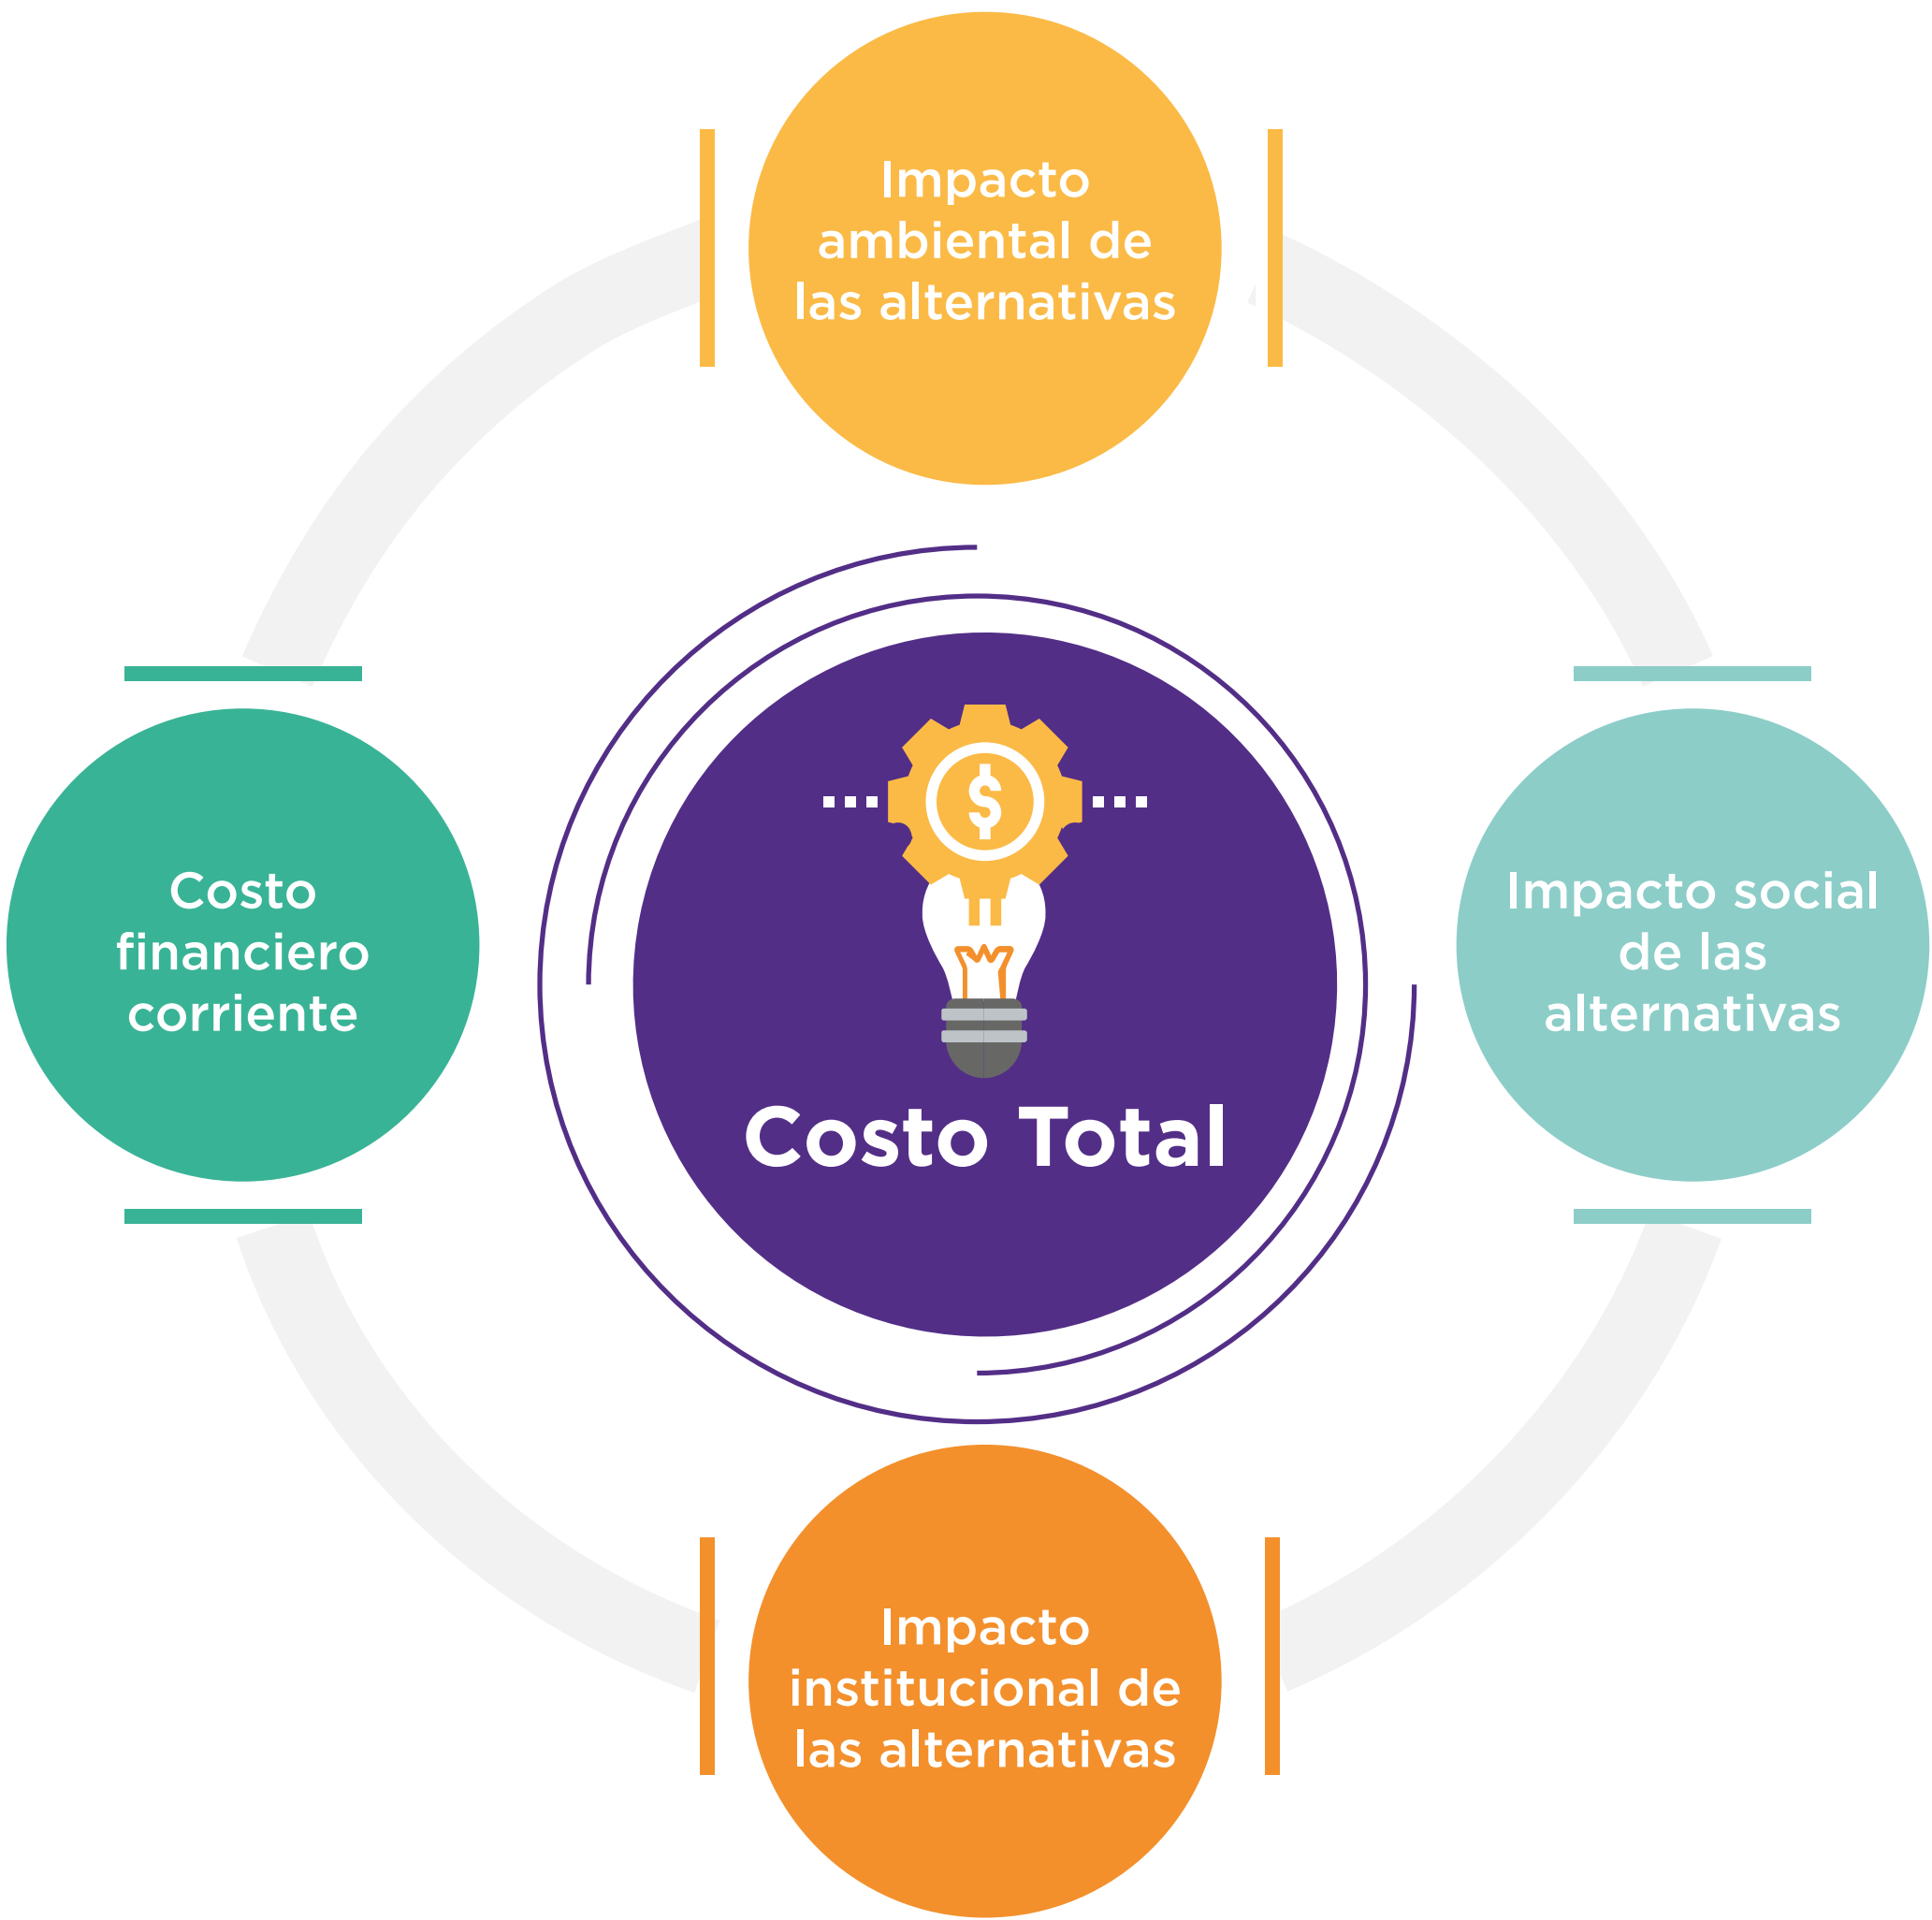 Impacto
ambiental de
las alternativas
Costo
financiero
corriente
$
Costo Total
Impacto social
de las
alternativas
Impacto
institucional de
las alternativas